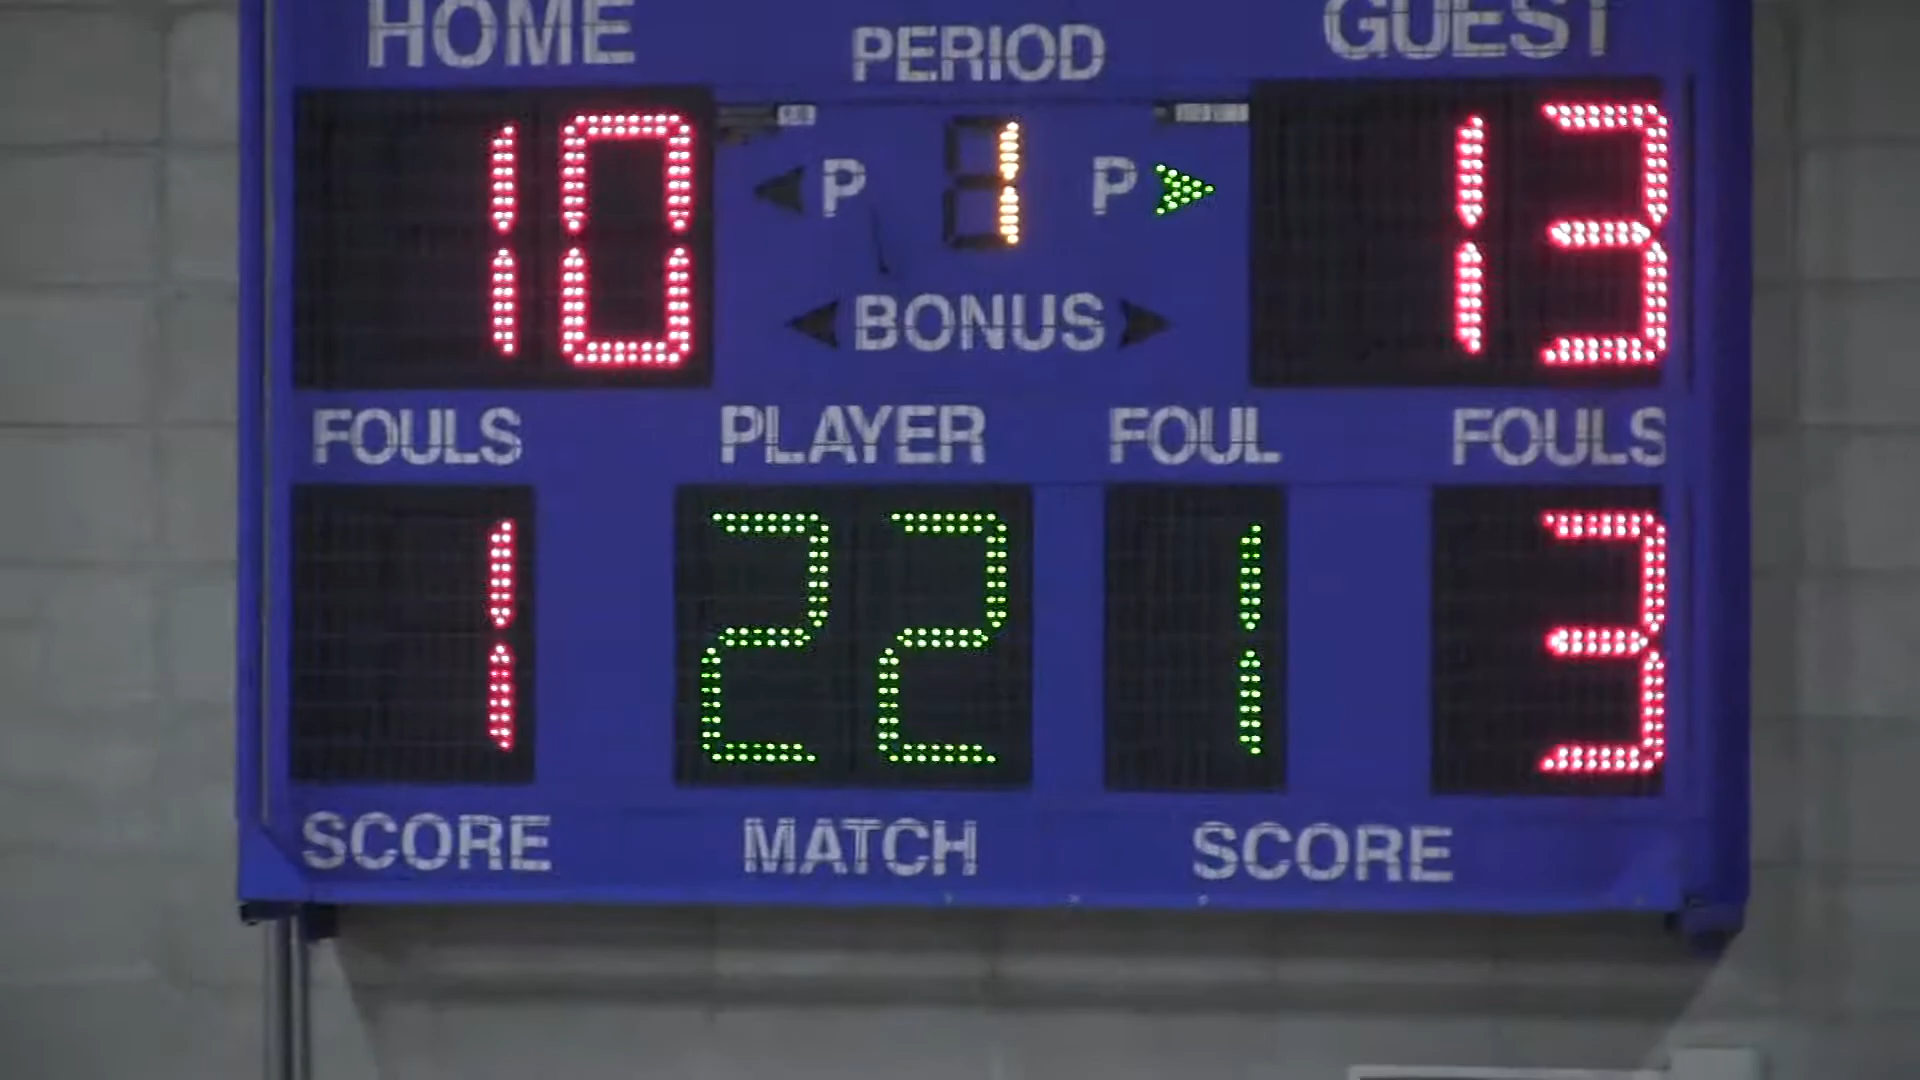 HOME PERIOD GUEST
10 P 1 P 13
BONUS
FOULS PLAYER FOUL FOULS
1 22 1 3
SCORE MATCH SCORE